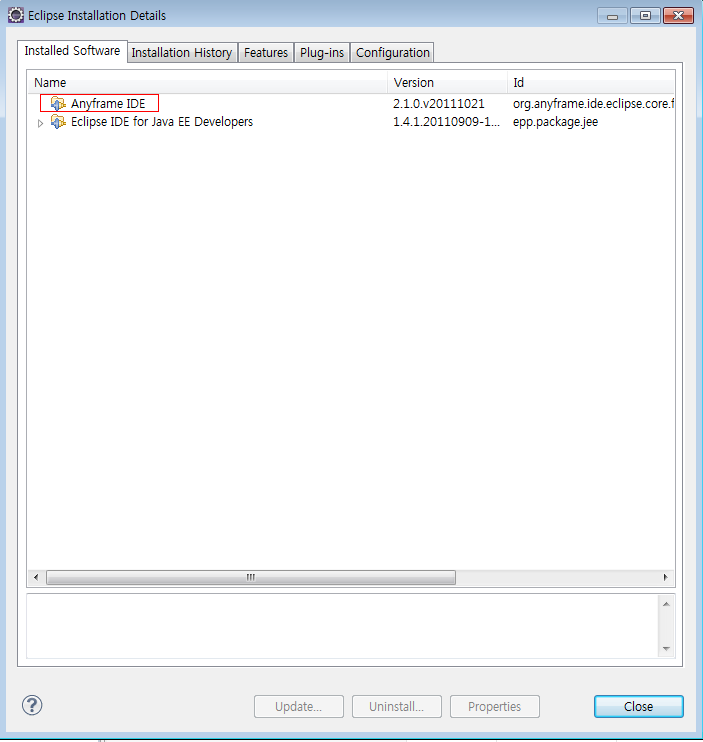 Eclipse Installation Details
Installed Software Installation History Features Plug-ins Configuration
Name Version Id
Anyframe IDE 2.1.0.v20111021 org.anyframe.ide.eclipse.core.f
Eclipse IDE for Java EE Developers 1.4.1.20110909-1... epp.package.jee
Update... Uninstall... Properties Close